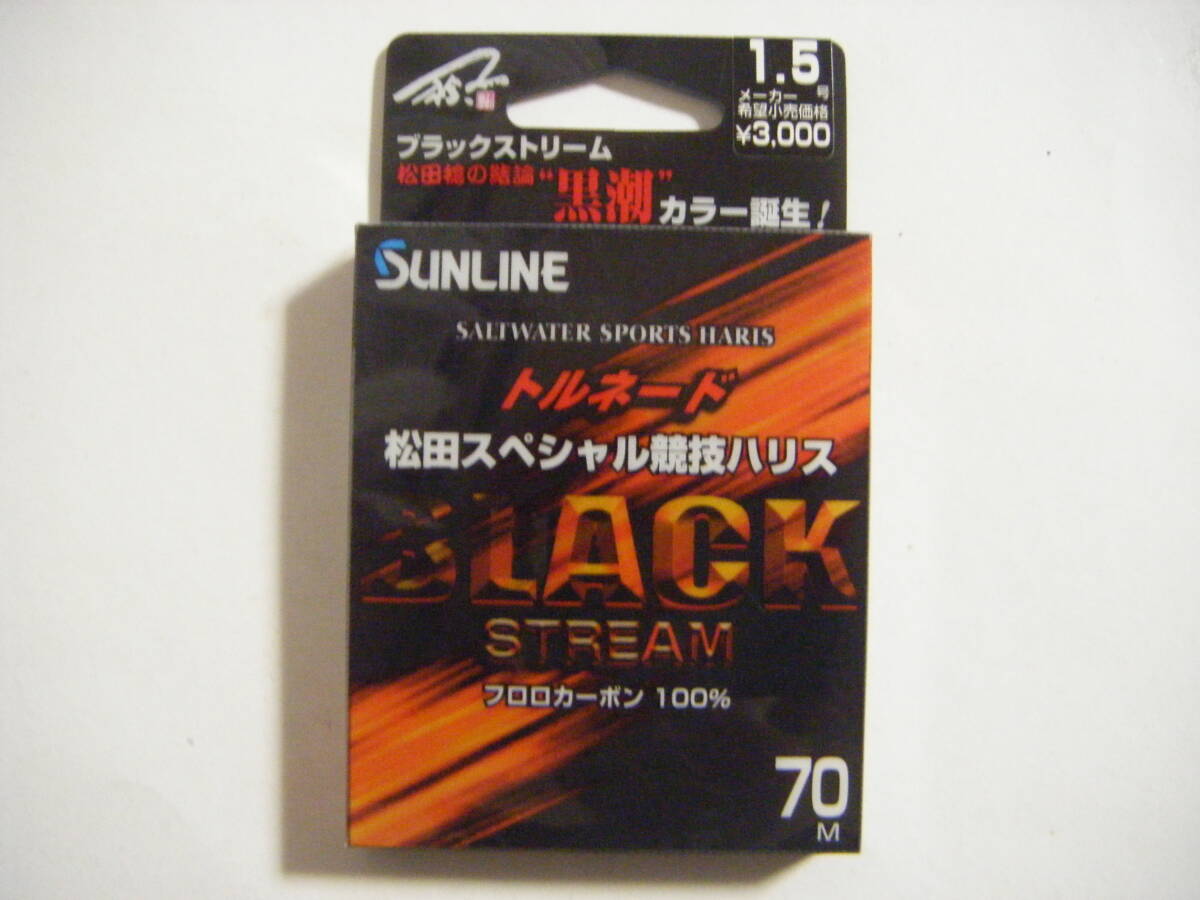 1.5
メーカー 号
希望小売価格
¥3,000
ブラックストリーム
松田稔の結論“黒潮”カラー誕生!
SUNLINE
SALTWATER SPORTS HARIS
トルネード
松田スペシャル競技ハリス
BLACK
STREAM
フロロカーボン 100%
70
M